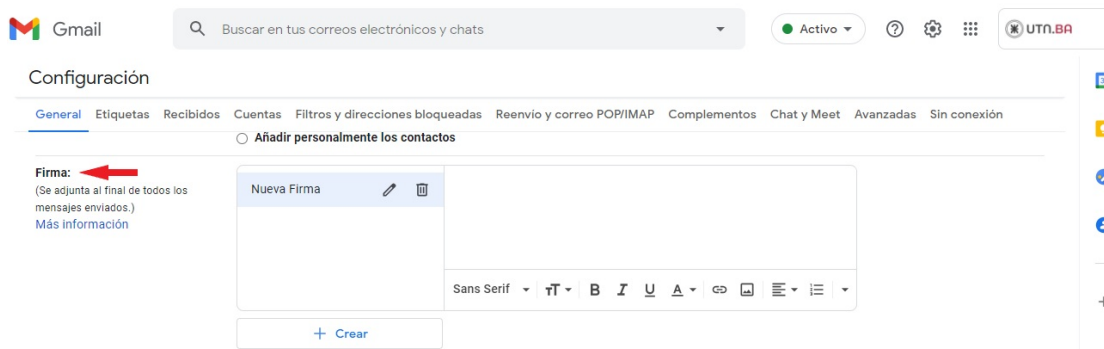 Gmail
Buscar en tus correos electrónicos y chats
Activo
UTN.BA
Configuración
General Etiquetas Recibidos Cuentas Filtros y direcciones bloqueadas Reenvío y correo POP/IMAP Complementos Chat y Meet Avanzadas Sin conexión
Añadir personalmente los contactos
Firma:
(Se adjunta al final de todos los
mensajes enviados.)
Más información
Nueva Firma
Sans Serif
B I U A
+ Crear